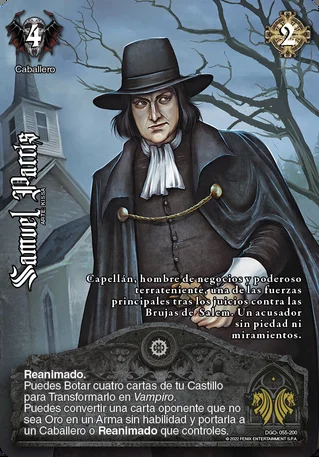 4
2
Caballero
Samuel Parris
ARTE: KISSA
Capellán, hombre de negocios y poderoso
terrateniente, una de las fuerzas
principales tras los juicios contra las
Brujas de Salem. Un acusador
sin piedad ni
miramientos.
Reanimado.
Puedes Botar cuatro cartas de tu Castillo
para Transformarlo en Vampiro.
Puedes convertir una carta oponente que no
sea Oro en un Arma sin habilidad y portarla a
un Caballero o Reanimado que controles.
DGO- 055-200
© 2022 FENIX ENTERTAINMENT S.P.A.